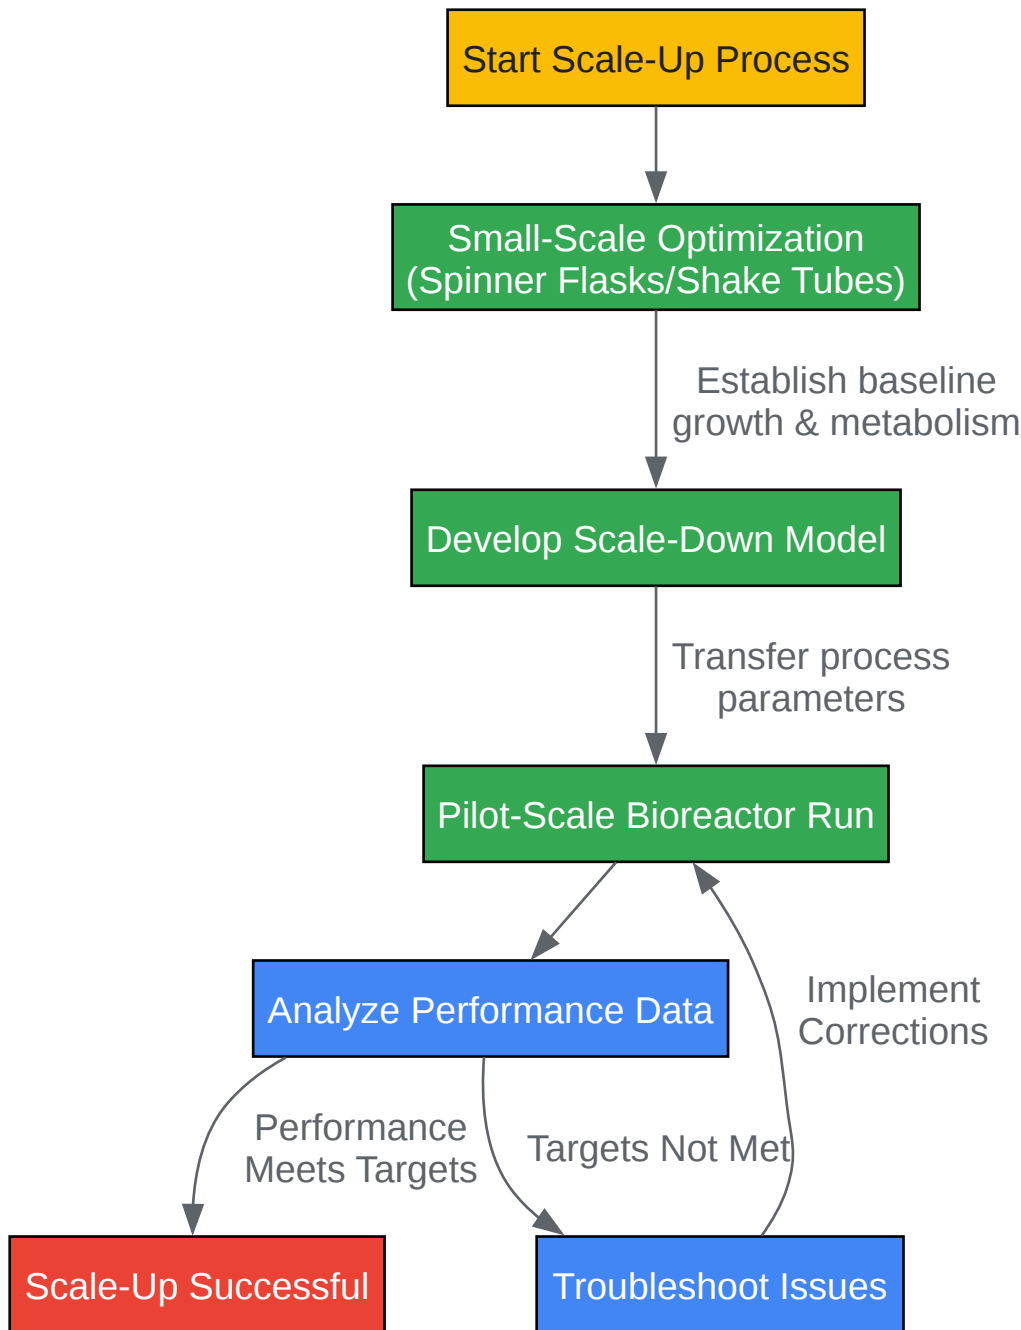 Start Scale-Up Process
Small-Scale Optimization
(Spinner Flasks/Shake Tubes)
Establish baseline
growth & metabolism
Develop Scale-Down Model
Transfer process
parameters
Pilot-Scale Bioreactor Run
Analyze Performance Data
Implement
Corrections
Performance
Meets Targets
Targets Not Met
Scale-Up Successful
Troubleshoot Issues